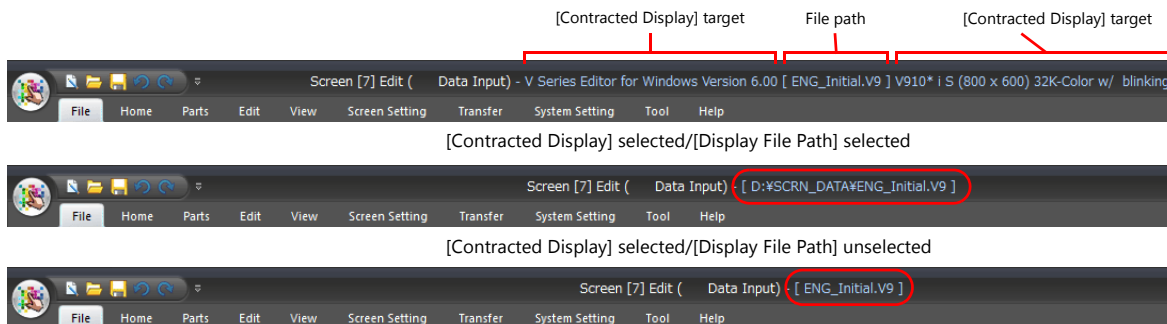 [Contracted Display] target File path [Contracted Display] target
Screen [7] Edit ( Data Input) - V Series Editor for Windows Version 6.00 [ ENG_Initial.V9 ] V910* i S (800 x 600) 32K-Color w/ blinking
File Home Parts Edit View Screen Setting Transfer System Setting Tool Help
[Contracted Display] selected/[Display File Path] selected
Screen [7] Edit ( Data Input) - [ D:¥SCRN_DATA¥ENG_Initial.V9 ]
File Home Parts Edit View Screen Setting Transfer System Setting Tool Help
[Contracted Display] selected/[Display File Path] unselected
Screen [7] Edit ( Data Input) - [ ENG_Initial.V9 ]
File Home Parts Edit View Screen Setting Transfer System Setting Tool Help